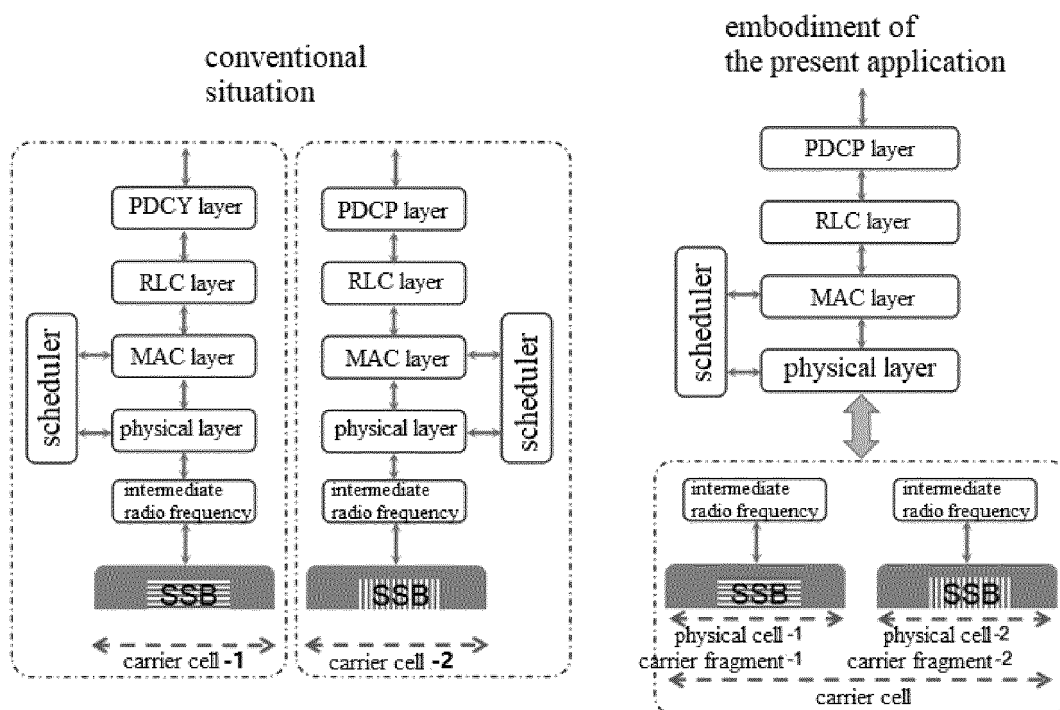 conventional
situation
PDCY layer
RLC layer
MAC layer
physical layer
intermediate
radio frequency
scheduler
SSB
carrier cell -1
PDCP layer
RLC layer
MAC layer
physical layer
intermediate
radio frequency
scheduler
SSB
carrier cell -2
embodiment of
the present application
PDCP layer
RLC layer
MAC layer
physical layer
scheduler
intermediate
radio frequency
SSB
physical cell-1
carrier fragment-1
intermediate
radio frequency
SSB
physical cell-2
carrier fragment-2
carrier cell